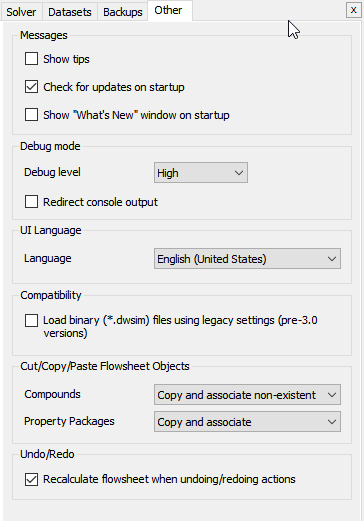 Solver Datasets Backups Other x
Messages
Show tips
Check for updates on startup
Show "What's New" window on startup
Debug mode
Debug level High
Redirect console output
UI Language
Language English (United States)
Compatibility
Load binary (*.dwsim) files using legacy settings (pre-3.0
versions)
Cut/Copy/Paste Flowsheet Objects
Compounds Copy and associate non-existent
Property Packages Copy and associate
Undo/Redo
Recalculate flowsheet when undoing/redoing actions